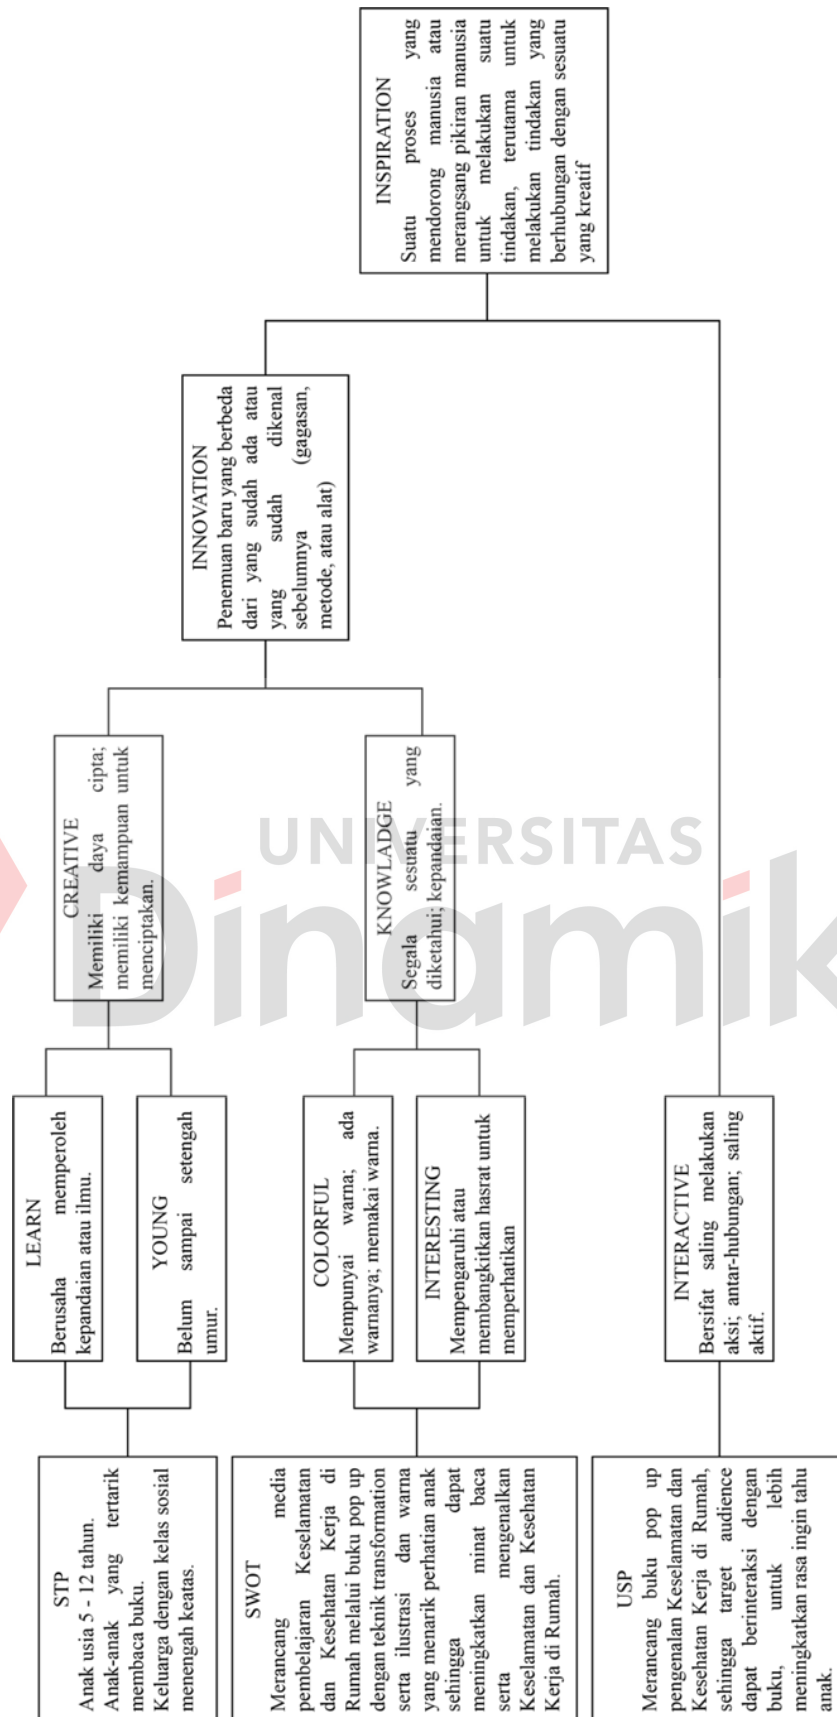 STP
Anak usia 5 - 12 tahun.
Anak-anak yang tertarik
membaca buku.
Keluarga dengan kelas sosial
menengah keatas.
SWOT
Merancang media
pembelajaran Keselamatan
dan Kesehatan Kerja di
Rumah melalui buku pop up
dengan teknik transformation
serta ilustrasi dan warna
yang menarik perhatian anak
sehingga dapat
meningkatkan minat baca
serta mengenalkan
Keselamatan dan Kesehatan
Kerja di Rumah.
USP
Merancang buku pop up
pengenalan Keselamatan dan
Kesehatan Kerja di Rumah,
sehingga target audience
dapat berinteraksi dengan
buku, untuk lebih
meningkatkan rasa ingin tahu
anak.
LEARN
Berusaha memperoleh
kepandaian atau ilmu.
YOUNG
Belum sampai setengah
umur.
COLORFUL
Mempunyai warna; ada
warnanya; memakai warna.
INTERESTING
Mempengaruhi atau
membangkitkan hasrat untuk
memperhatikan
INTERACTIVE
Bersifat saling melakukan
aksi; antar-hubungan; saling
aktif.
CREATIVE
Memiliki daya cipta;
memiliki kemampuan untuk
menciptakan.
KNOWLADGE
Segala sesuatu yang
diketahui; kepandaian.
INNOVATION
Penemuan baru yang berbeda
dari yang sudah ada atau
yang sudah dikenal
sebelumnya (gagasan,
metode, atau alat)
INSPIRATION
Suatu proses yang
mendorong manusia atau
merangsang pikiran manusia
untuk melakukan suatu
tindakan, terutama untuk
melakukan tindakan yang
berhubungan dengan sesuatu
yang kreatif
UNIVERSITAS
Dinamik